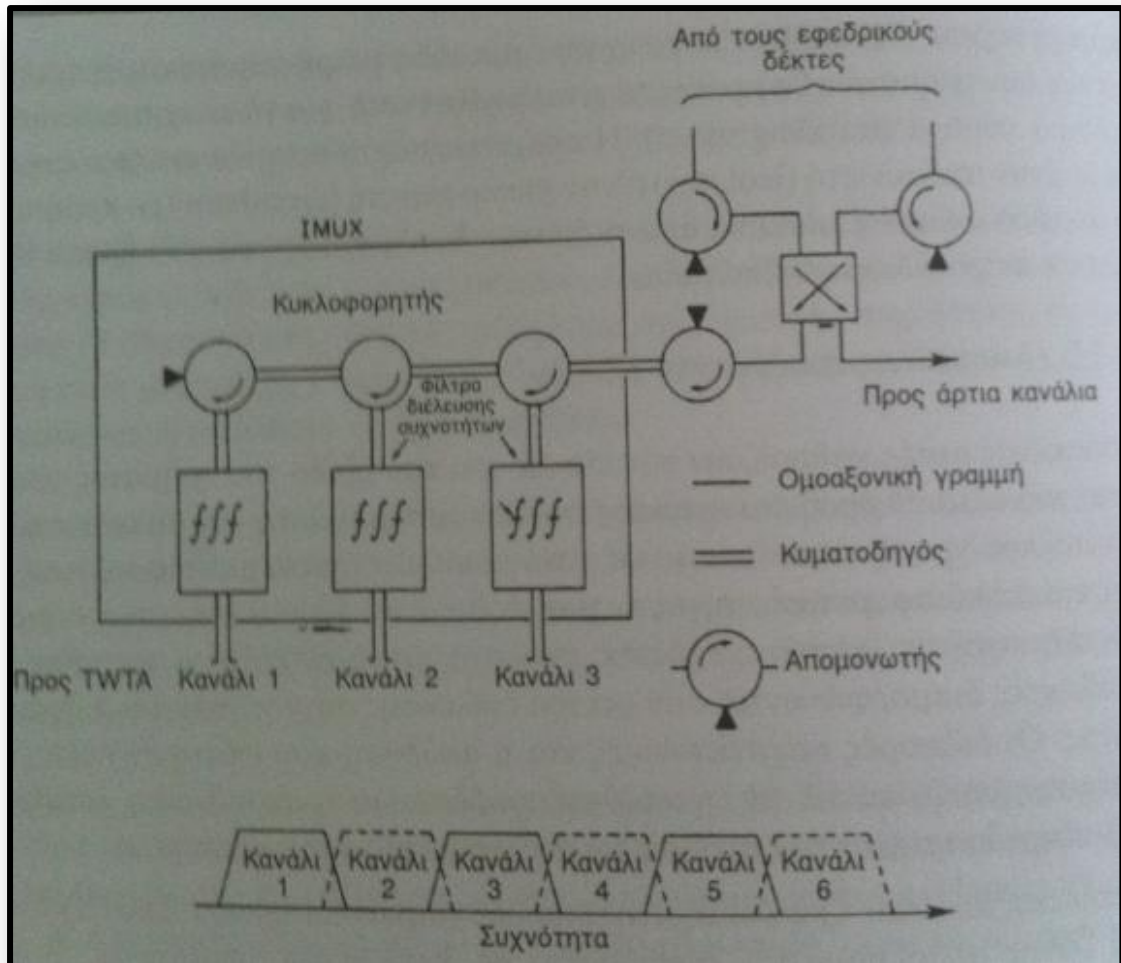 Από τους εφεδρικούς
δέκτες
IMUX
Κυκλοφορητής
Φίλτρα
διέλευσης
συχνοτήτων
Προς άρτια κανάλια
Ομοαξονική γραμμή
Κυματοδηγός
Απομονωτής
Προς TWTA Κανάλι 1 Κανάλι 2 Κανάλι 3
Κανάλι 1
Κανάλι 2
Κανάλι 3
Κανάλι 4
Κανάλι 5
Κανάλι 6
Συχνότητα